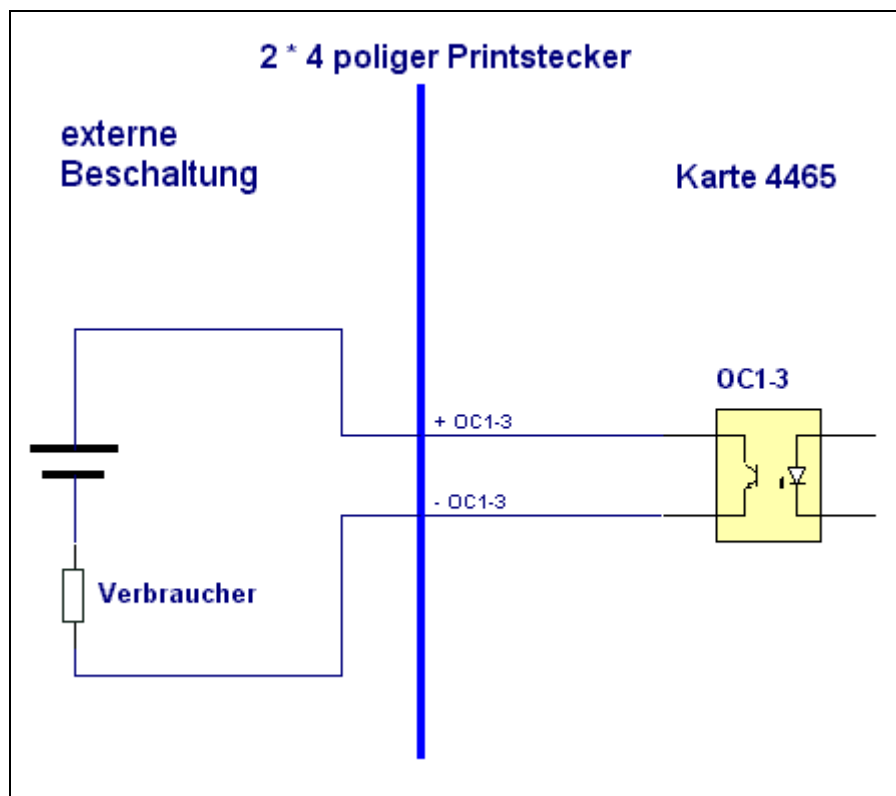 2 * 4 poliger Printstecker
externe
Beschaltung
Karte 4465
OC1-3
+ OC1-3
- OC1-3
Verbraucher